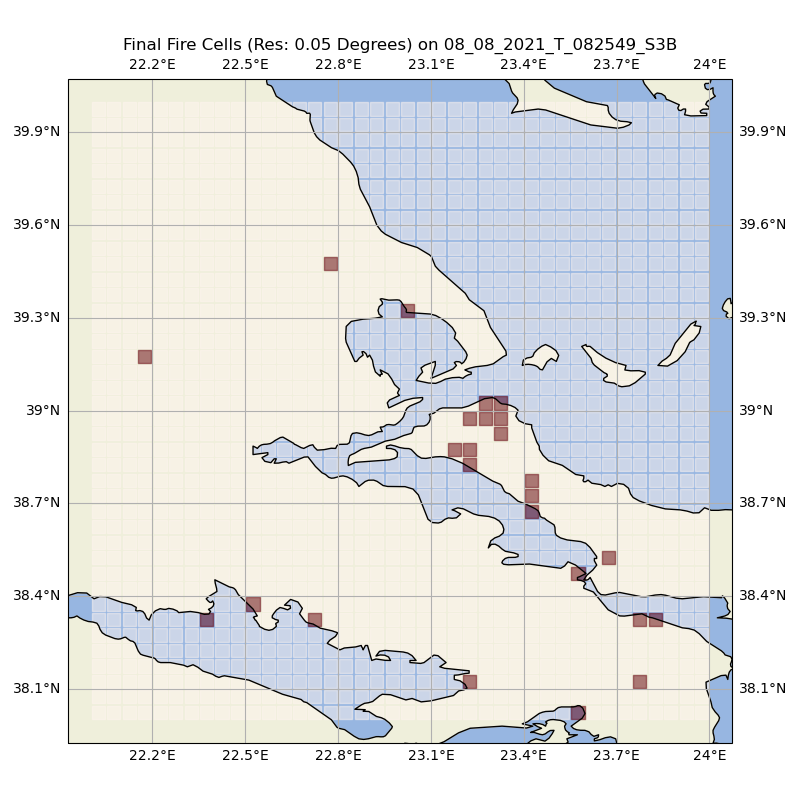 Final Fire Cells (Res: 0.05 Degrees) on 08_08_2021_T_082549_S3B
22.2°E 22.5°E 22.8°E 23.1°E 23.4°E 23.7°E 24°E
39.9°N 39.9°N
39.6°N 39.6°N
39.3°N 39.3°N
39°N 39°N
38.7°N 38.7°N
38.4°N 38.4°N
38.1°N 38.1°N
22.2°E 22.5°E 22.8°E 23.1°E 23.4°E 23.7°E 24°E